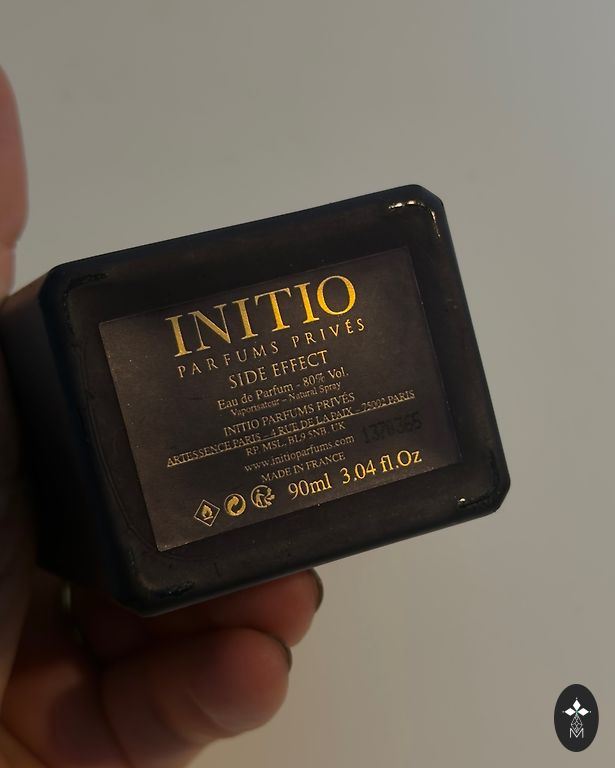 INITIO
PARFUMS PRIVÉS
SIDE EFFECT
Eau de Parfum - 80% Vol.
Vaporisateur – Natural Spray
INITIO PARFUMS PRIVÉS
ARTESSENCE PARIS - 4 RUE DE LA PAIX - 75002 PARIS
RP. MSL, BL9 5NB. UK
www.initioparfums.com
MADE IN FRANCE
90ml 3.04 fl.Oz
M